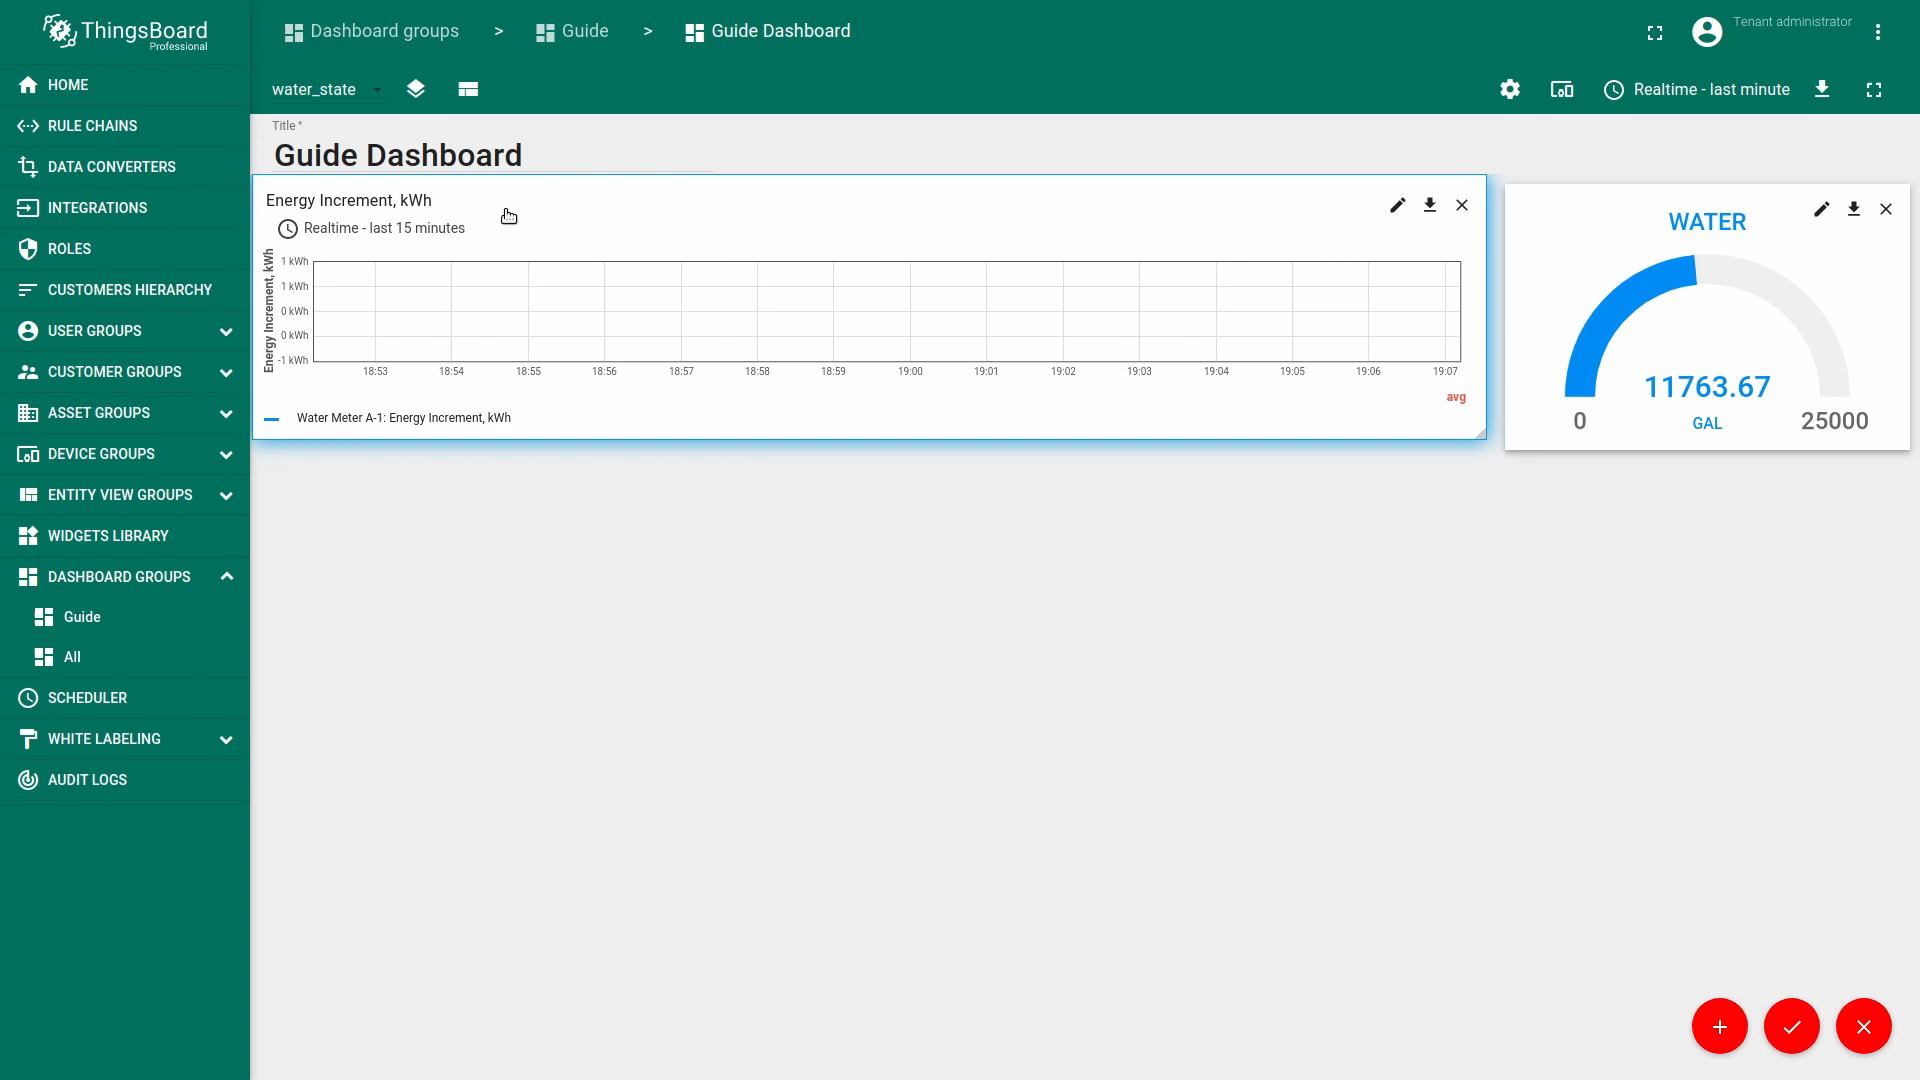 ThingsBoard
Professional
HOME
RULE CHAINS
DATA CONVERTERS
INTEGRATIONS
ROLES
CUSTOMERS HIERARCHY
USER GROUPS
CUSTOMER GROUPS
ASSET GROUPS
DEVICE GROUPS
ENTITY VIEW GROUPS
WIDGETS LIBRARY
DASHBOARD GROUPS
Guide
All
SCHEDULER
WHITE LABELING
AUDIT LOGS
Dashboard groups > Guide > Guide Dashboard
Tenant administrator
water_state
Realtime - last minute
Title *
Guide Dashboard
Energy Increment, kWh
Realtime - last 15 minutes
Energy Increment, kWh
1 kWh
1 kWh
0 kWh
0 kWh
-1 kWh
18:53 18:54 18:55 18:56 18:57 18:58 18:59 19:00 19:01 19:02 19:03 19:04 19:05 19:06 19:07
avg
Water Meter A-1: Energy Increment, kWh
WATER
11763.67
0 GAL 25000